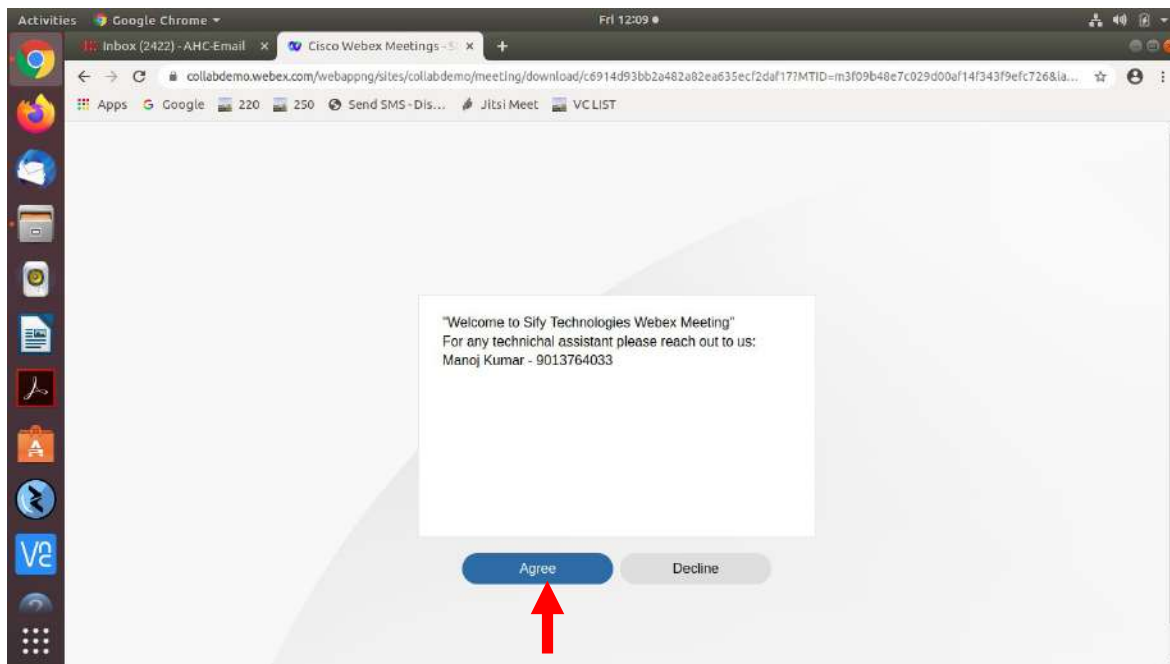 Activities Google Chrome Fri 12:09
Inbox (2422) - AHC-Email Cisco Webex Meetings - S
collabdemo.webex.com/webappng/sites/collabdemo/meeting/download/c6914d93bb2a482a82ea635ecf2daf17?MTID=m3f09b48e7c029d00af14f343f9efc726&ia...
Apps Google 220 250 Send SMS - Dis... Jitsi Meet VC LIST
"Welcome to Sify Technologies Webex Meeting"
For any technichal assistant please reach out to us:
Manoj Kumar - 9013764033
Agree Decline